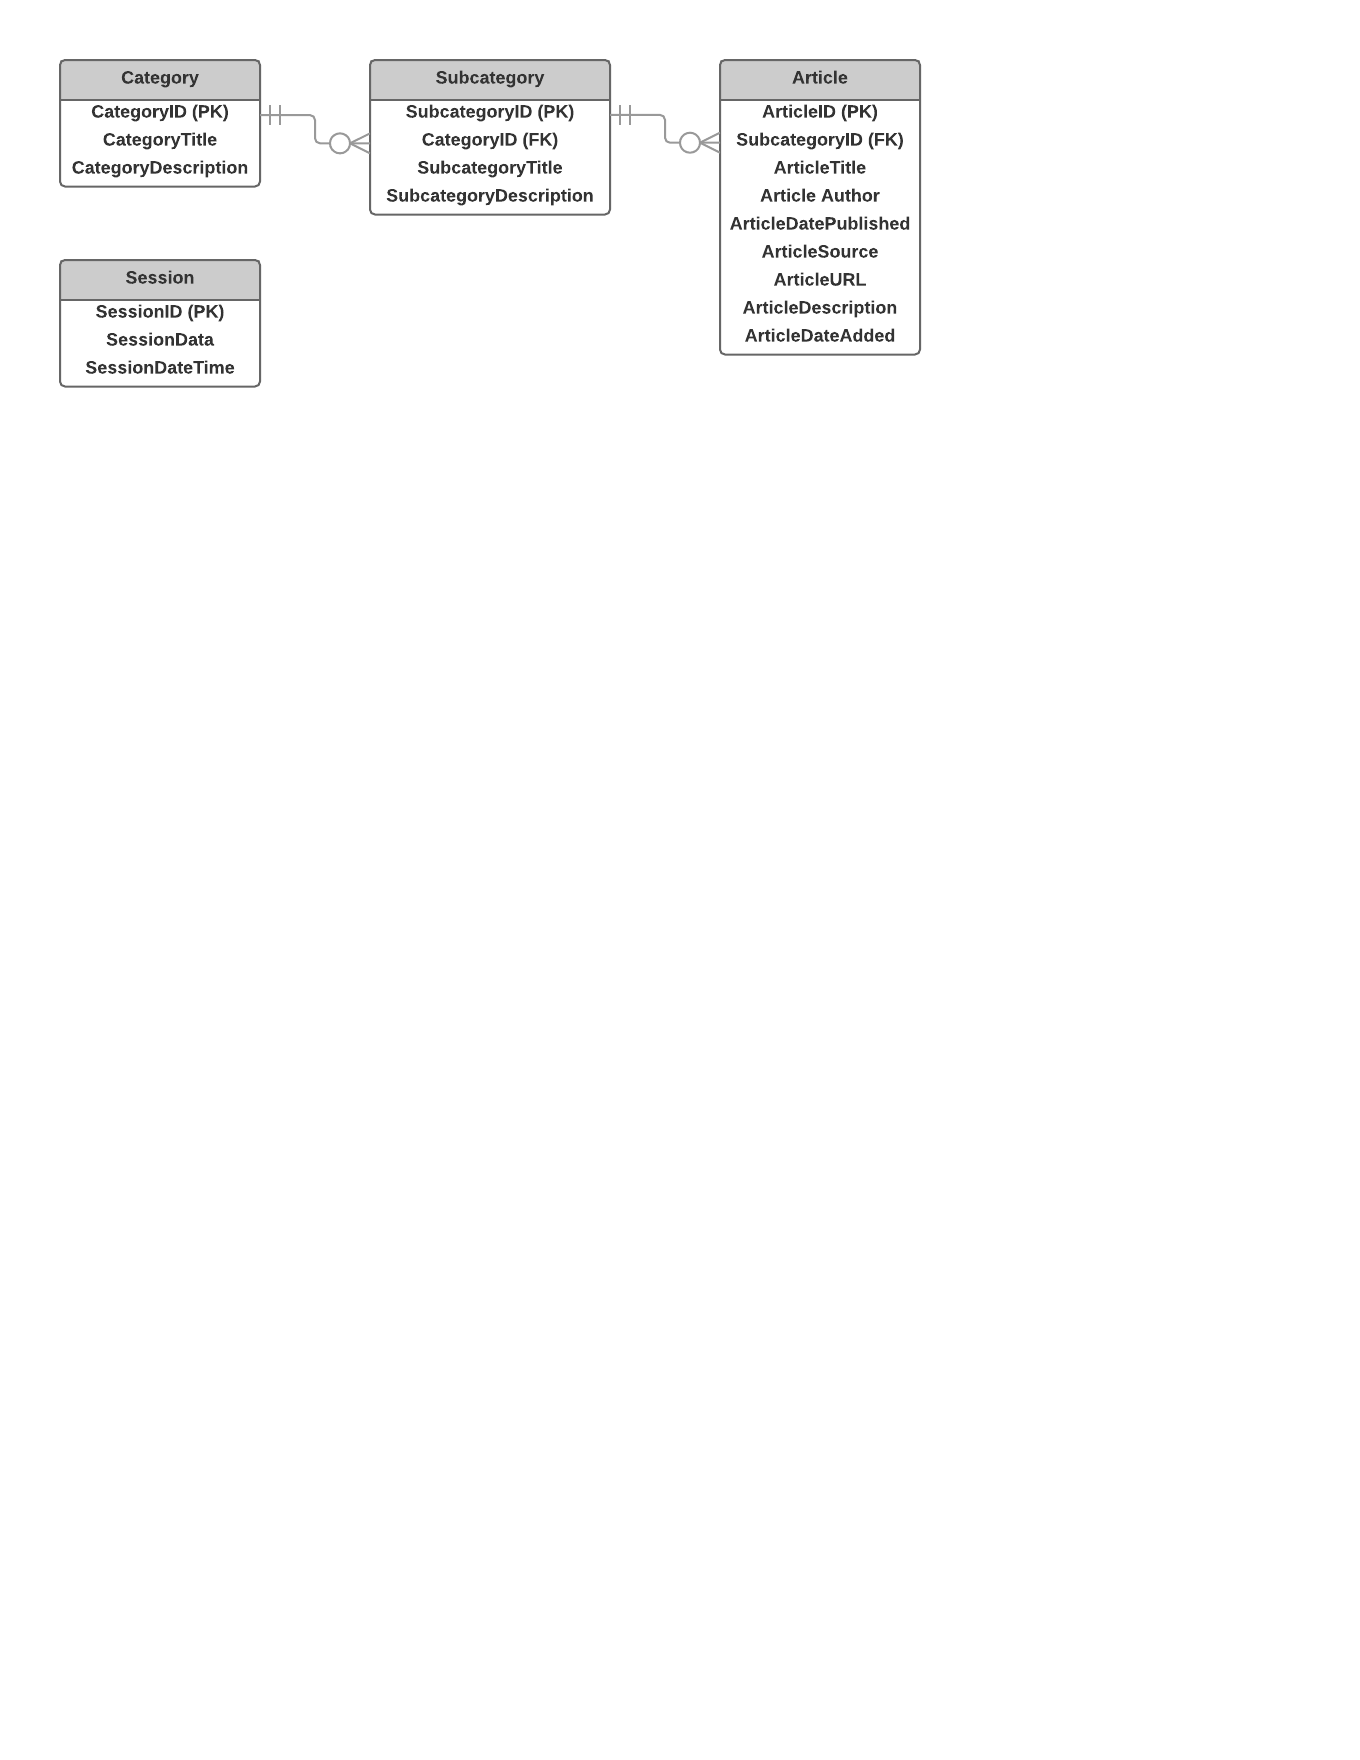 Category
CategoryID (PK)
CategoryTitle
CategoryDescription
Subcategory
SubcategoryID (PK)
CategoryID (FK)
SubcategoryTitle
SubcategoryDescription
Article
ArticleID (PK)
SubcategoryID (FK)
ArticleTitle
Article Author
ArticleDatePublished
ArticleSource
ArticleURL
ArticleDescription
ArticleDateAdded
Session
SessionID (PK)
SessionData
SessionDateTime